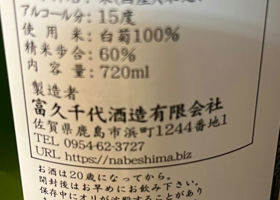 アルコール分:15度
使用米:白菊100%
精米歩合:60%
内容量:720ml
製造者
富久千代酒造有限会社
佐賀県鹿島市浜町1244番地1
TEL 0954-62-3727
URL https://nabeshima.biz
お酒は20歳になってから。
開封後はお早めにお飲み下さい。